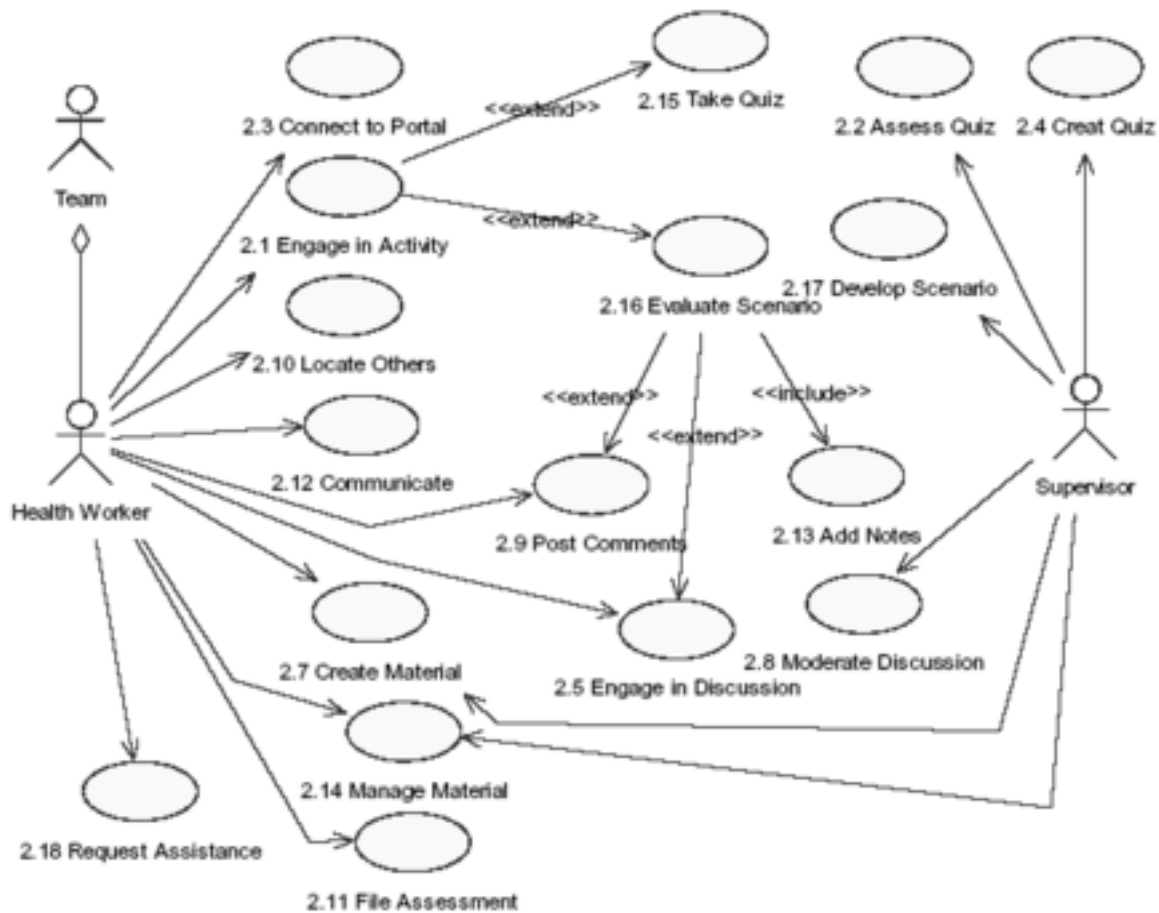 2.15 Take Quiz
<<extend>>
2.3 Connect to Portal
2.2 Assess Quiz
2.4 Creat Quiz
Team
<<extend>>
2.1 Engage in Activity
2.17 Develop Scenario
2.16 Evaluate Scenario
2.10 Locate Others
<<extend>>
<<include>>
<<extend>>
2.12 Communicate
Supervisor
Health Worker
2.9 Post Comments
2.13 Add Notes
2.7 Create Material
2.5 Engage in Discussion
2.8 Moderate Discussion
2.14 Manage Material
2.18 Request Assistance
2.11 File Assessment